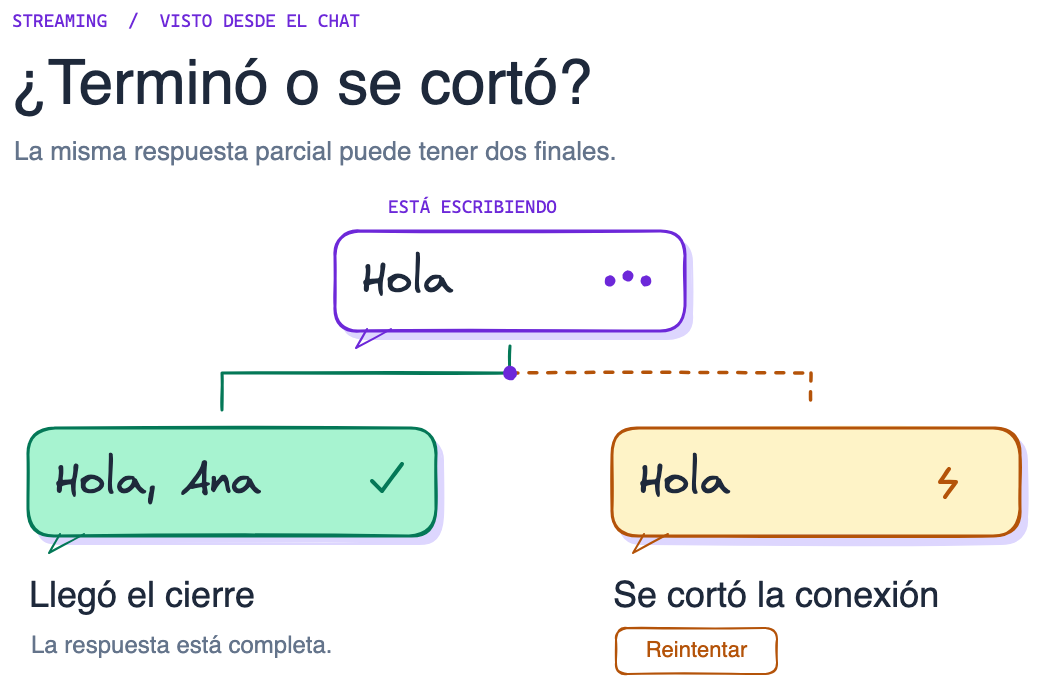 STREAMING / VISTO DESDE EL CHAT
¿Terminó o se cortó?
La misma respuesta parcial puede tener dos finales.
ESTÁ ESCRIBIENDO
Hola
Hola, Ana
Hola
Llegó el cierre
Se cortó la conexión
La respuesta está completa.
Reintentar